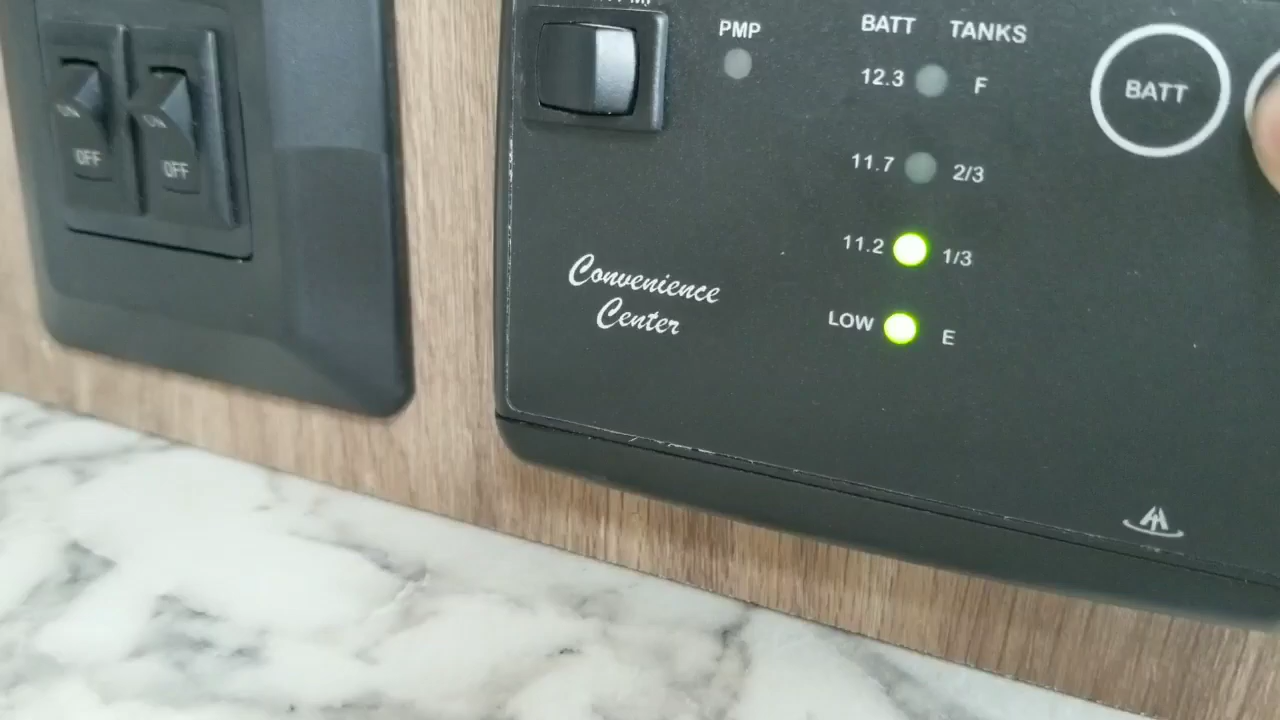 ON
OFF
ON
OFF
PMP
BATT TANKS
12.3 F
11.7 2/3
11.2 1/3
LOW E
BATT
Convenience
Center